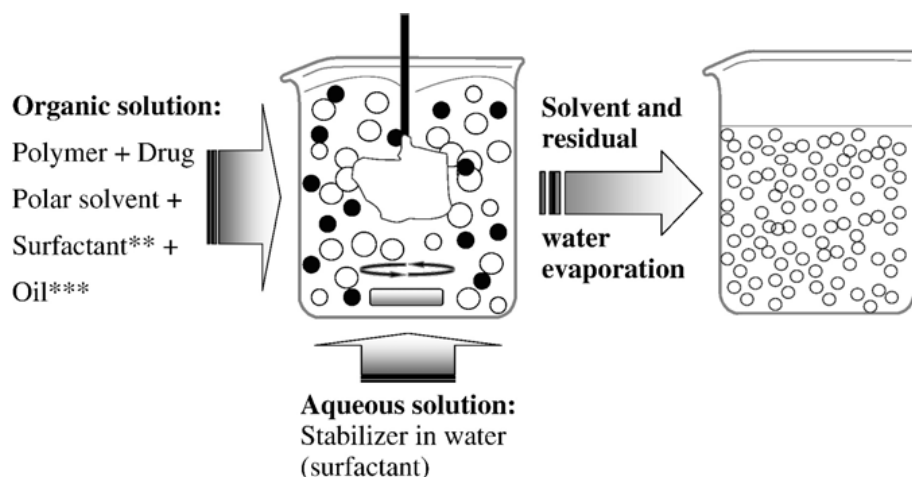 Organic solution:
Polymer + Drug
Polar solvent +
Surfactant** +
Oil***
Solvent and
residual
water
evaporation
Aqueous solution:
Stabilizer in water
(surfactant)